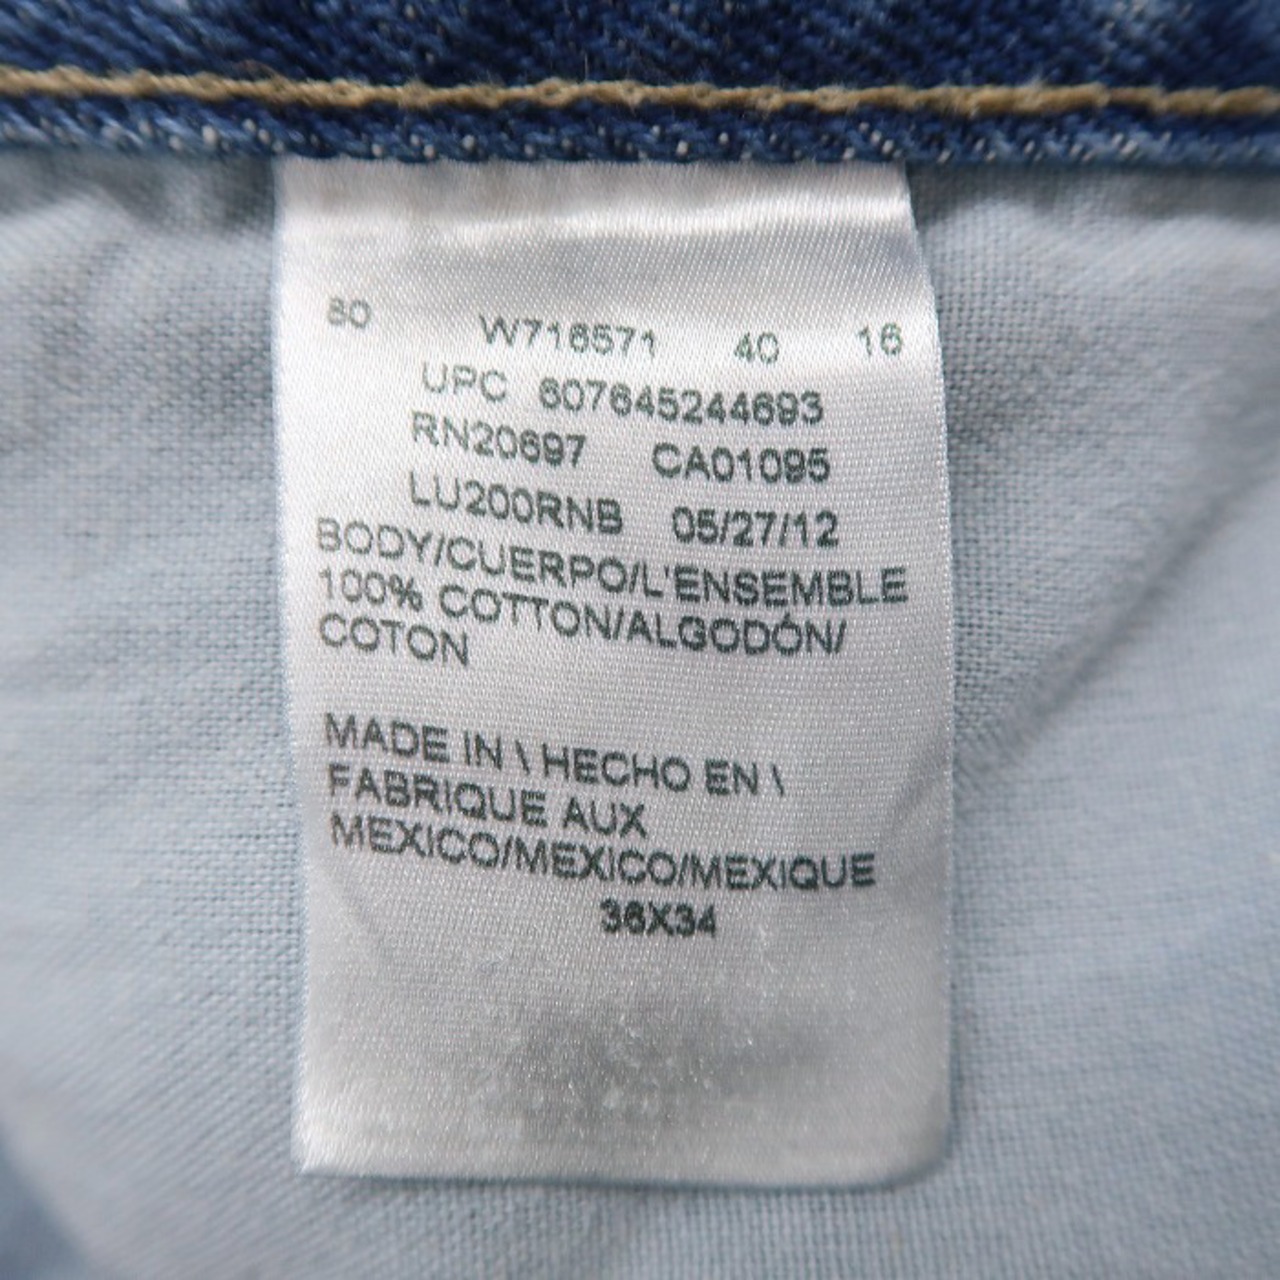 80 W716571 40 16
UPC 607645244693
RN20697 CA01095
LU200RNB 05/27/12
BODY/CUERPO/L'ENSEMBLE
100% COTTON/ALGODÓN/
COTON
MADE IN \ HECHO EN \
FABRIQUE AUX
MEXICO/MEXICO/MEXIQUE
36X34